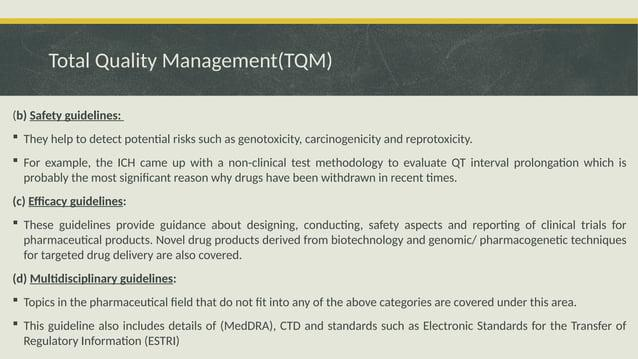 Total Quality Management(TQM)
(b) Safety guidelines:
▪ They help to detect potential risks such as genotoxicity, carcinogenicity and reprotoxicity.
▪ For example, the ICH came up with a non-clinical test methodology to evaluate QT interval prolongation which is
probably the most significant reason why drugs have been withdrawn in recent times.
(c) Efficacy guidelines:
▪ These guidelines provide guidance about designing, conducting, safety aspects and reporting of clinical trials for
pharmaceutical products. Novel drug products derived from biotechnology and genomic/ pharmacogenetic techniques
for targeted drug delivery are also covered.
(d) Multidisciplinary guidelines:
▪ Topics in the pharmaceutical field that do not fit into any of the above categories are covered under this area.
▪ This guideline also includes details of (MedDRA), CTD and standards such as Electronic Standards for the Transfer of
Regulatory Information (ESTRI)